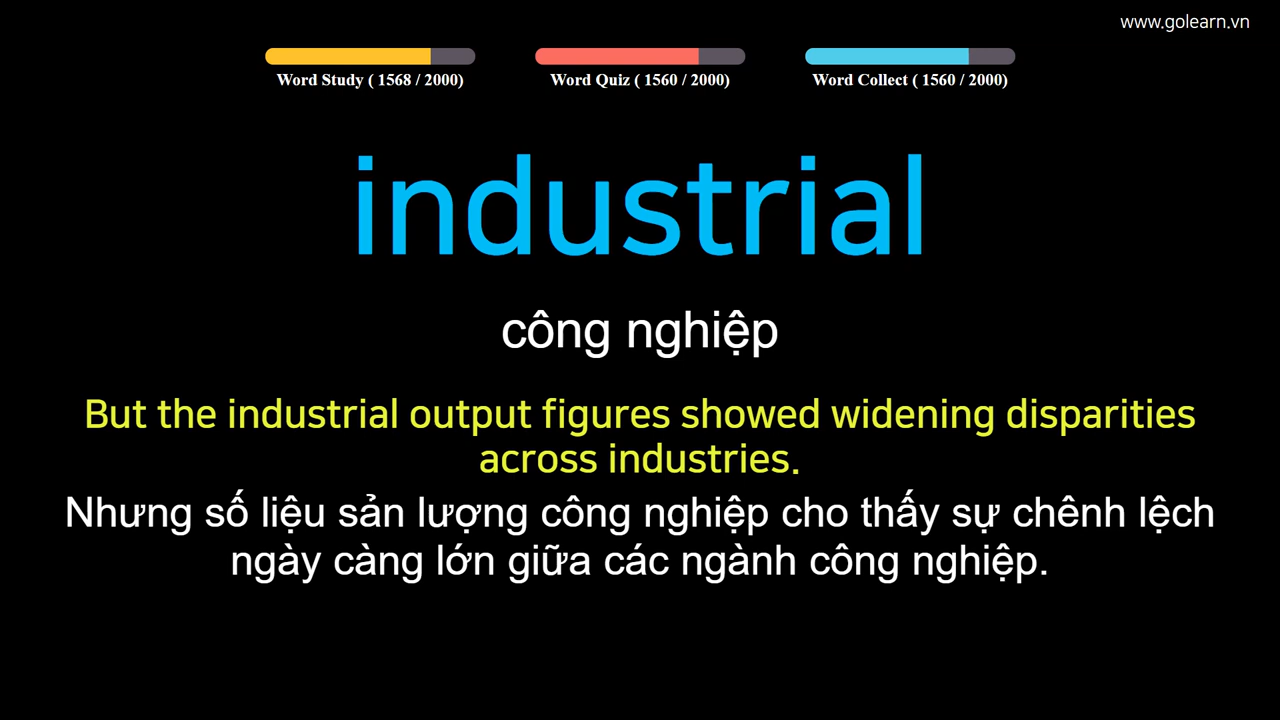 www.golearn.vn
Word Study ( 1568 / 2000)
Word Quiz ( 1560 / 2000)
Word Collect ( 1560 / 2000)
industrial
công nghiệp
But the industrial output figures showed widening disparities
across industries.
Nhưng số liệu sản lượng công nghiệp cho thấy sự chênh lệch
ngày càng lớn giữa các ngành công nghiệp.